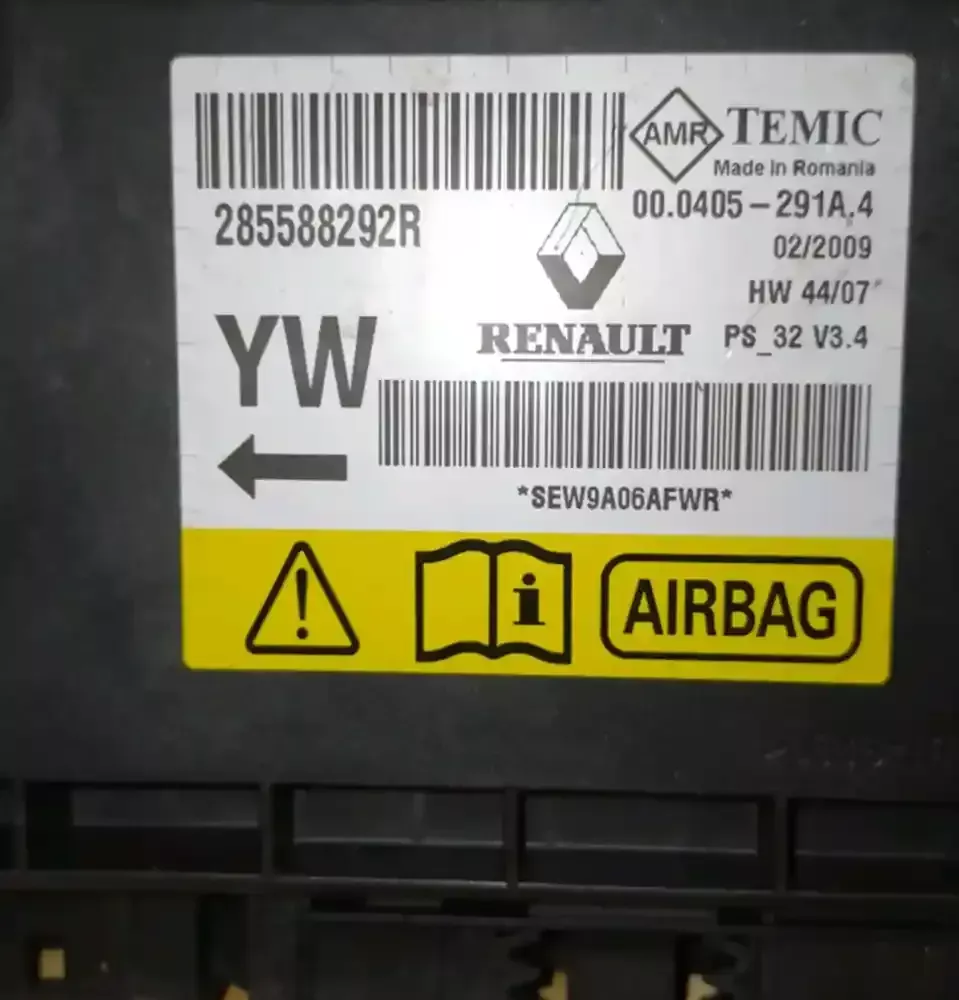 AMR TEMIC
Made in Romania
285588292R
00.0405-291A.4
02/2009
HW 44/07
RENAULT
PS_32 V3.4
YW
*SEW9A06AFWR*
i
AIRBAG